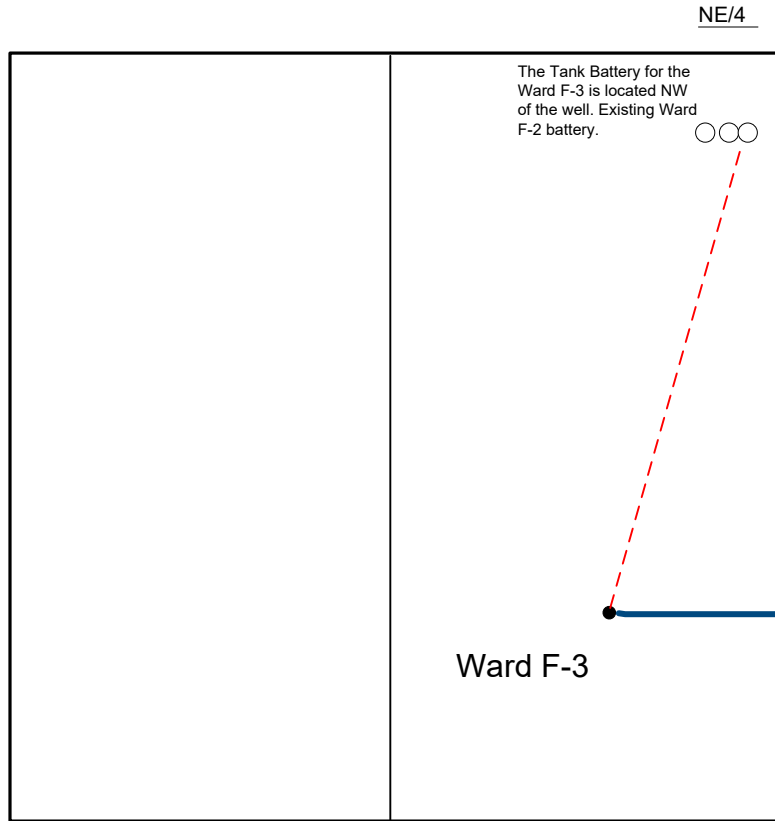 NE/4
The Tank Battery for the
Ward F-3 is located NW
of the well. Existing Ward
F-2 battery.
Ward F-3